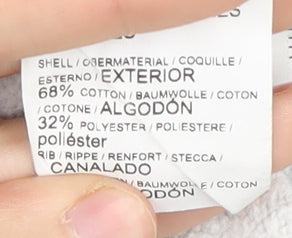 SHELL / OBERMATERIAL / COQUILLE /
ESTERNO / EXTERIOR
68% COTTON / BAUMWOLLE / COTON
/ COTONE / ALGODÓN
32% POLYESTER / POLIESTERE /
poliéster
RIB / RIPPE / RENFORT / STECCA /
CANALADO
/ BAUMWOLLE / COTON